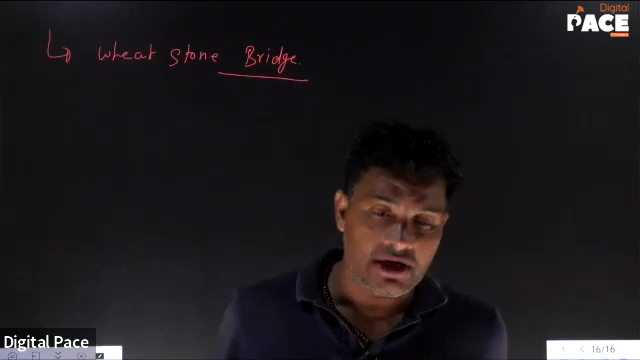 Digital
PACE
wheat stone Bridge.
Digital Pace
16/16